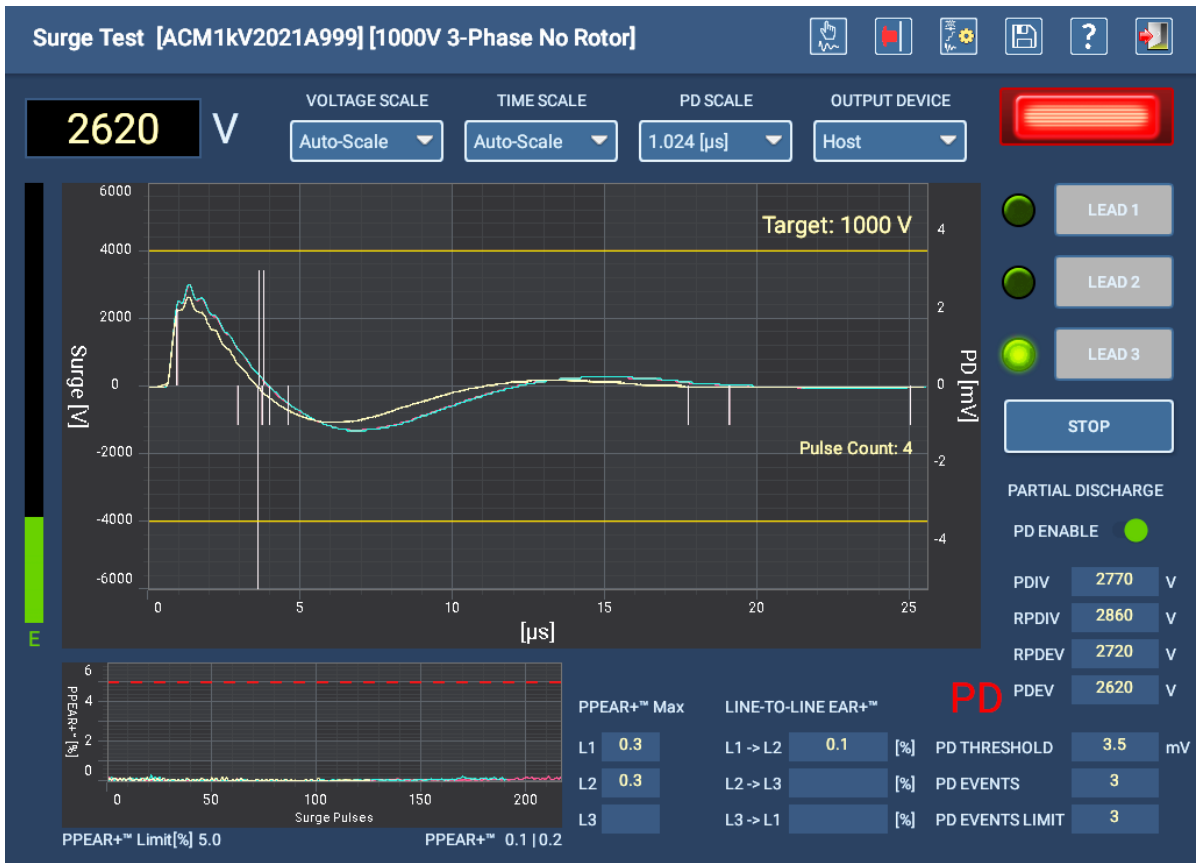 Surge Test [ACM1kV2021A999] [1000V 3-Phase No Rotor]
?
VOLTAGE SCALE TIME SCALE PD SCALE OUTPUT DEVICE
2620 V Auto-Scale Auto-Scale 1.024 [µs] Host
6000
4000
2000
0
-2000
-4000
-6000
Surge [V]
Target: 1000 V
Pulse Count: 4
4
2
0
-2
-4
PD [mV]
0 5 10 15 20 25
[µs]
E
LEAD 1
LEAD 2
LEAD 3
STOP
PARTIAL DISCHARGE
PD ENABLE
PDIV 2770 V
RPDIV 2860 V
RPDEV 2720 V
PD PDEV 2620 V
6
4
2
0
PPEAR+™ [%]
0 50 100 150 200
Surge Pulses
PPEAR+™ Limit[%] 5.0 PPEAR+™ 0.1|0.2
PPEAR+™ Max LINE-TO-LINE EAR+™
L1 0.3 L1 -> L2 0.1 [%] PD THRESHOLD 3.5 mV
L2 0.3 L2 -> L3 [%] PD EVENTS 3
L3 L3 -> L1 [%] PD EVENTS LIMIT 3